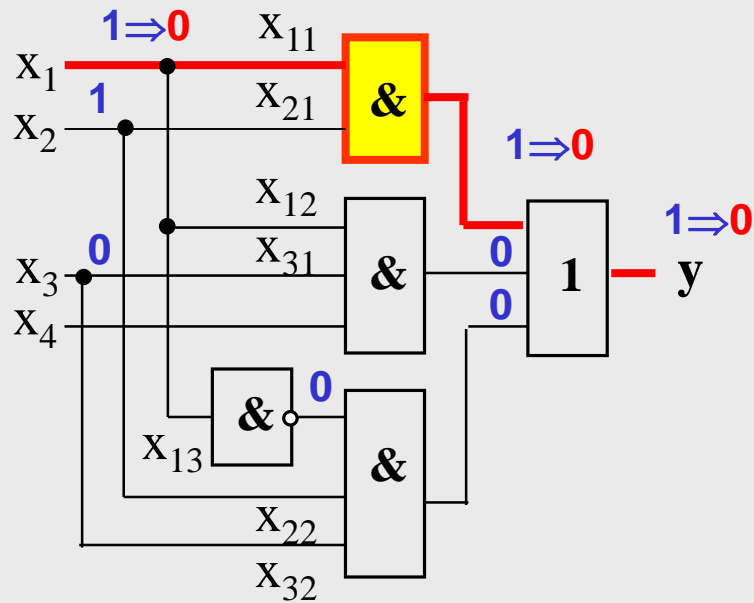 1⇒0
x₁₁
x₁
1
x₂₁
&
x₂
1⇒0
x₁₂
1⇒0
0
x₃₁
0
x₃
&
1
y
x₄
0
0
&
x₁₃
&
x₂₂
x₃₂